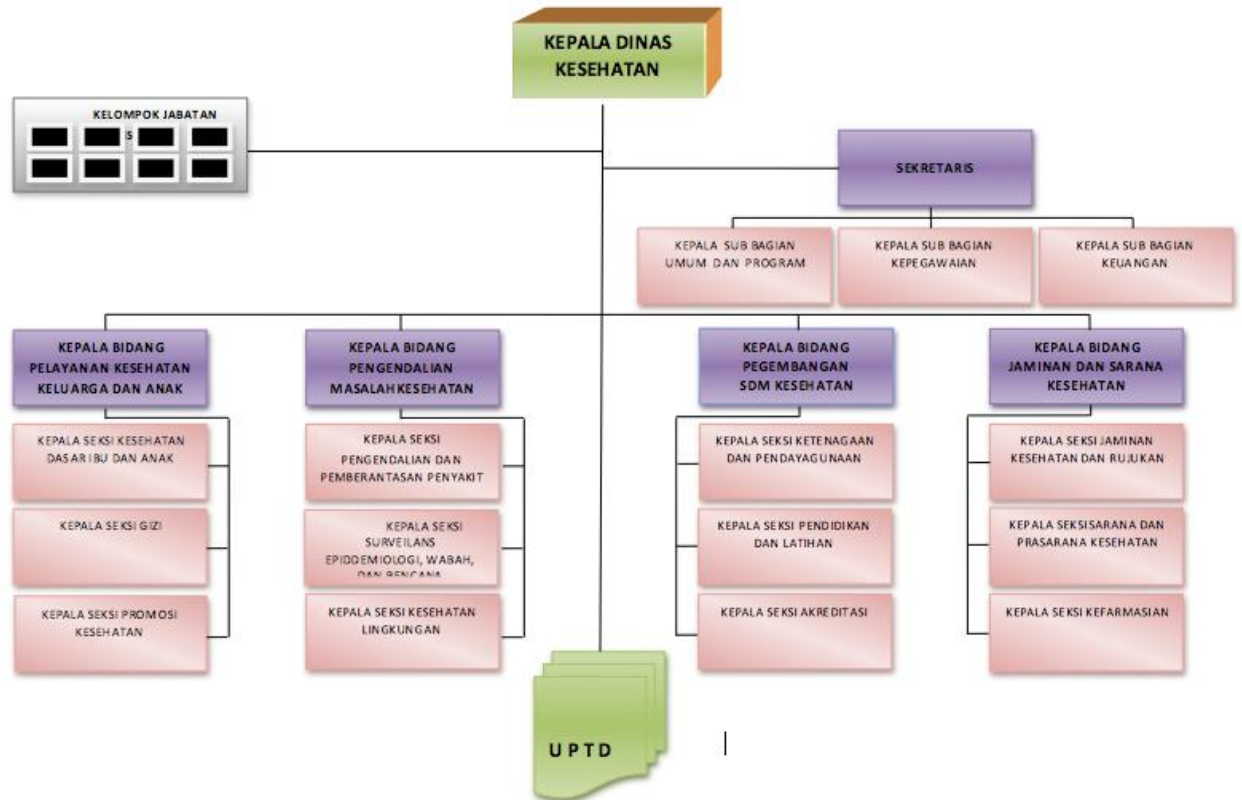 KEPALA DINAS
KESEHATAN
KELOMPOK JABATAN
S
SEKRETARIS
KEPALA SUB BAGIAN
UMUM DAN PROGRAM
KEPALA SUB BAGIAN
KEPEGAWAIAN
KEPALA SUB BAGIAN
KEUANGAN
KEPALA BIDANG
PELAYANAN KESEHATAN
KELUARGA DAN ANAK
KEPALA BIDANG
PENGENDALIAN
MASALAH KESEHATAN
KEPALA BIDANG
PEGEMBANGAN
SDM KESEHATAN
KEPALA BIDANG
JAMINAN DAN SARANA
KESEHATAN
KEPALA SEKSI KESEHATAN
DASAR IBU DAN ANAK
KEPALA SEKSI GIZI
KEPALA SEKSI PROMOSI
KESEHATAN
KEPALA SEKSI
PENGENDALIAN DAN
PEMBERANTASAN PENYAKIT
KEPALA SEKSI
SURVEILANS
EPIDDEMIOLOGI, WABAH,
DAN BENCANA
KEPALA SEKSI KESEHATAN
LINGKUNGAN
KEPALA SEKSI KETENAGAAN
DAN PENDAYAGUNAAN
KEPALA SEKSI PENDIDIKAN
DAN LATIHAN
KEPALA SEKSI AKREDITASI
KEPALA SEKSI JAMINAN
KESEHATAN DAN RUJUKAN
KEPALA SEKSI SARANA DAN
PRASARANA KESEHATAN
KEPALA SEKSI KEFARMASIAN
UPTD